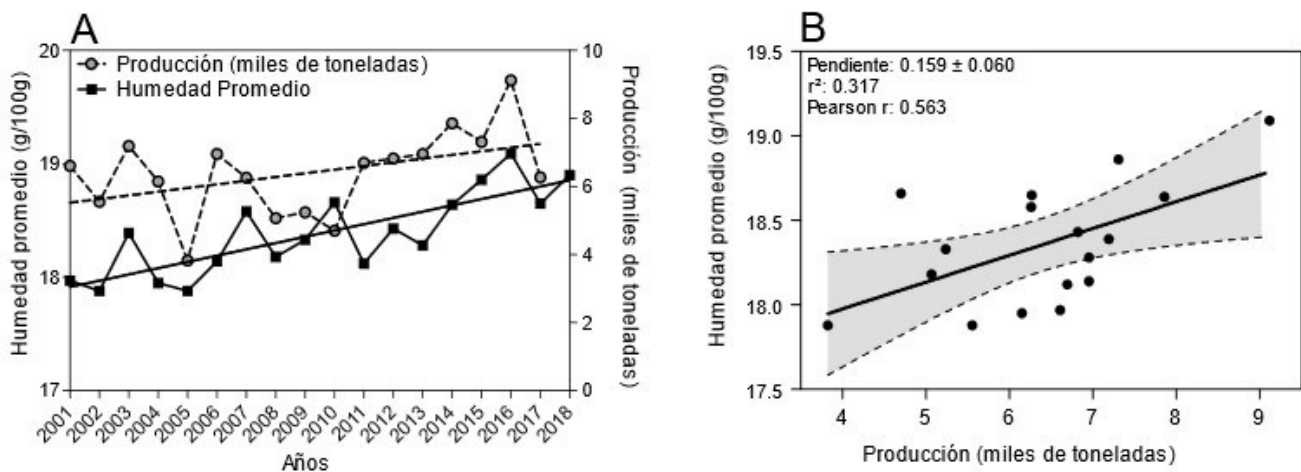 A
Producción (miles de toneladas)
Humedad Promedio
Humedad promedio (g/100g)
20
19
18
17
10
8
6
4
2
0
Producción (miles de toneladas)
2001
2002
2003
2004
2005
2006
2007
2008
2009
2010
2011
2012
2013
2014
2015
2016
2017
2018
Años
B
Pendiente: 0.159 ± 0.060
r²: 0.317
Pearson r: 0.563
Humedad promedio (g/100g)
19.5
19.0
18.5
18.0
17.5
4 5 6 7 8 9
Producción (miles de toneladas)